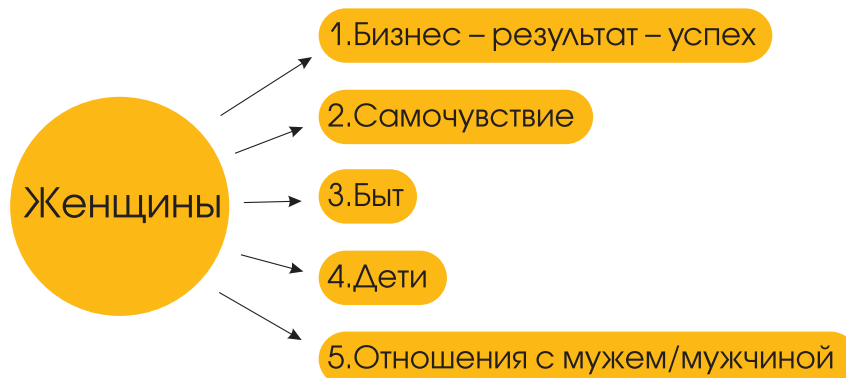 1.Бизнес – результат – успех
2.Самочувствие
Женщины
3.Быт
4.Дети
5.Отношения с мужем/мужчиной